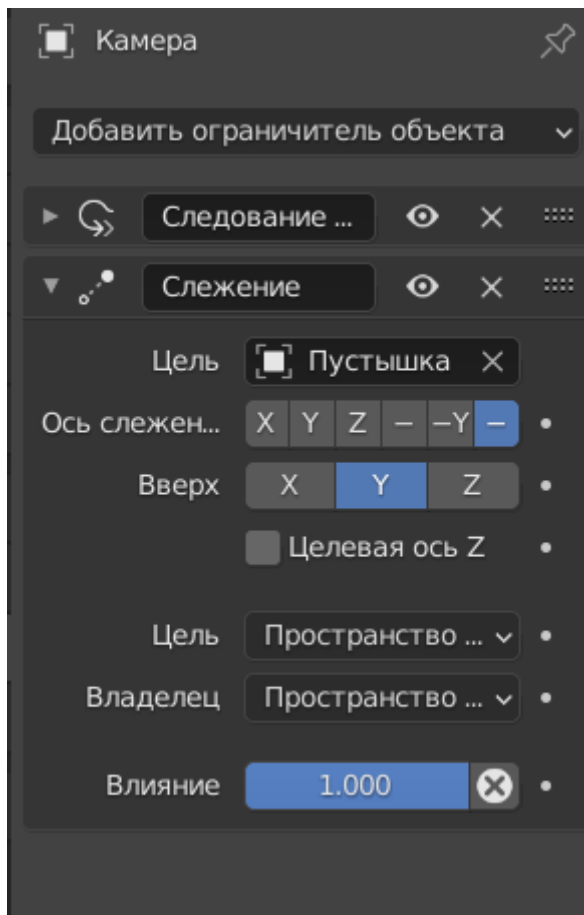 Камера
Добавить ограничитель объекта
Следование ...
Слежение
Цель Пустышка
Ось слежен... X Y Z − −Y −
Вверх X Y Z
Целевая ось Z
Цель Пространство ...
Владелец Пространство ...
Влияние 1.000